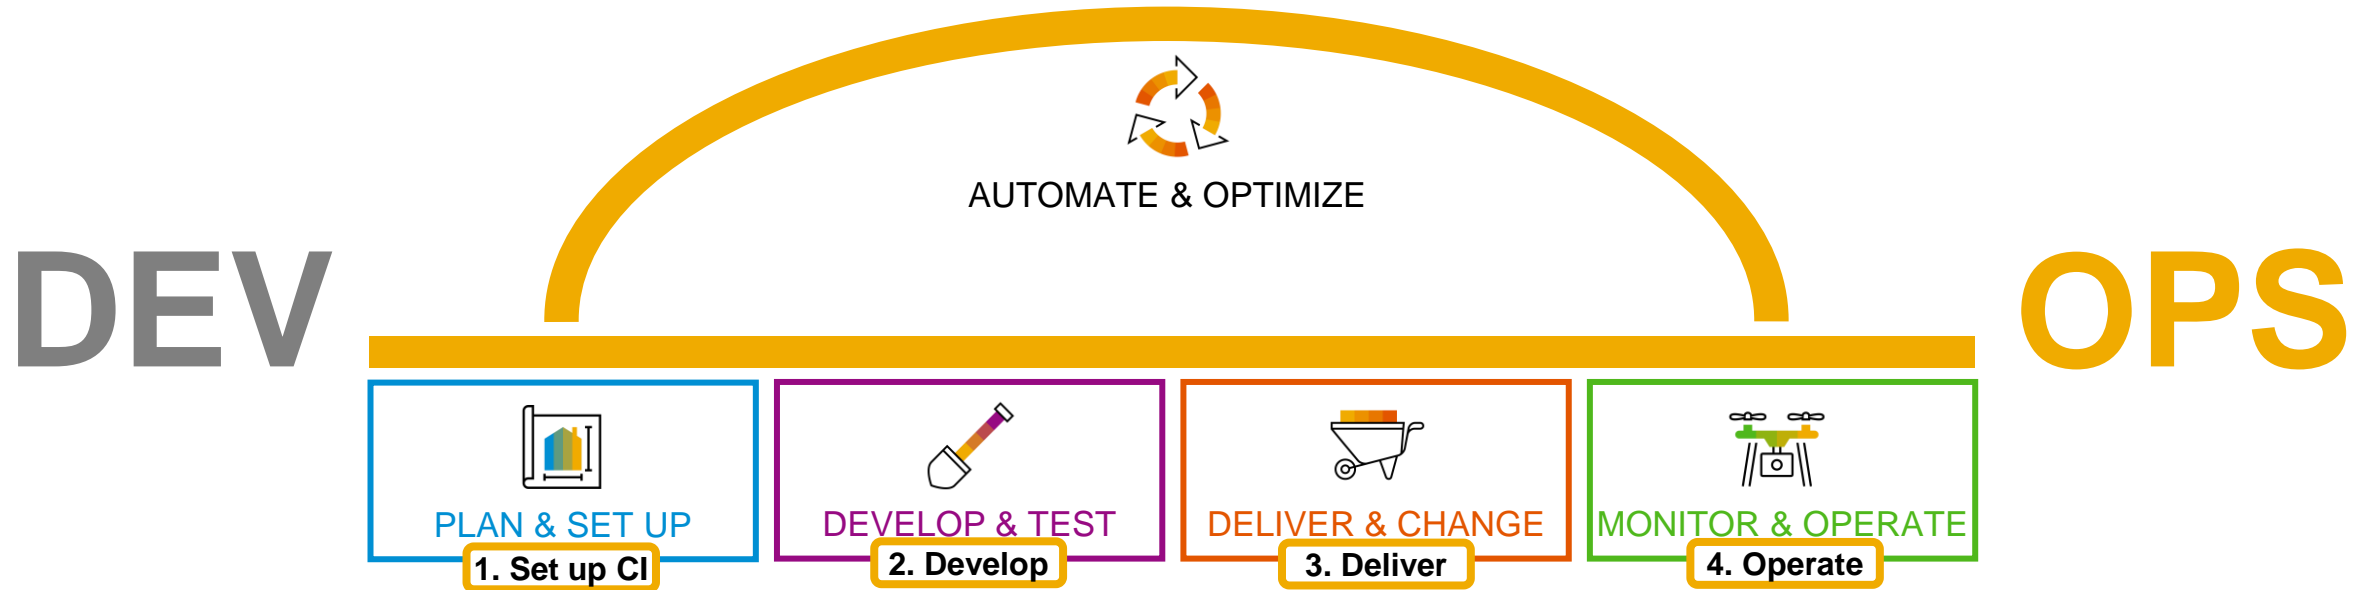 AUTOMATE & OPTIMIZE
DEV
OPS
PLAN & SET UP
1. Set up CI
DEVELOP & TEST
2. Develop
DELIVER & CHANGE
3. Deliver
MONITOR & OPERATE
4. Operate